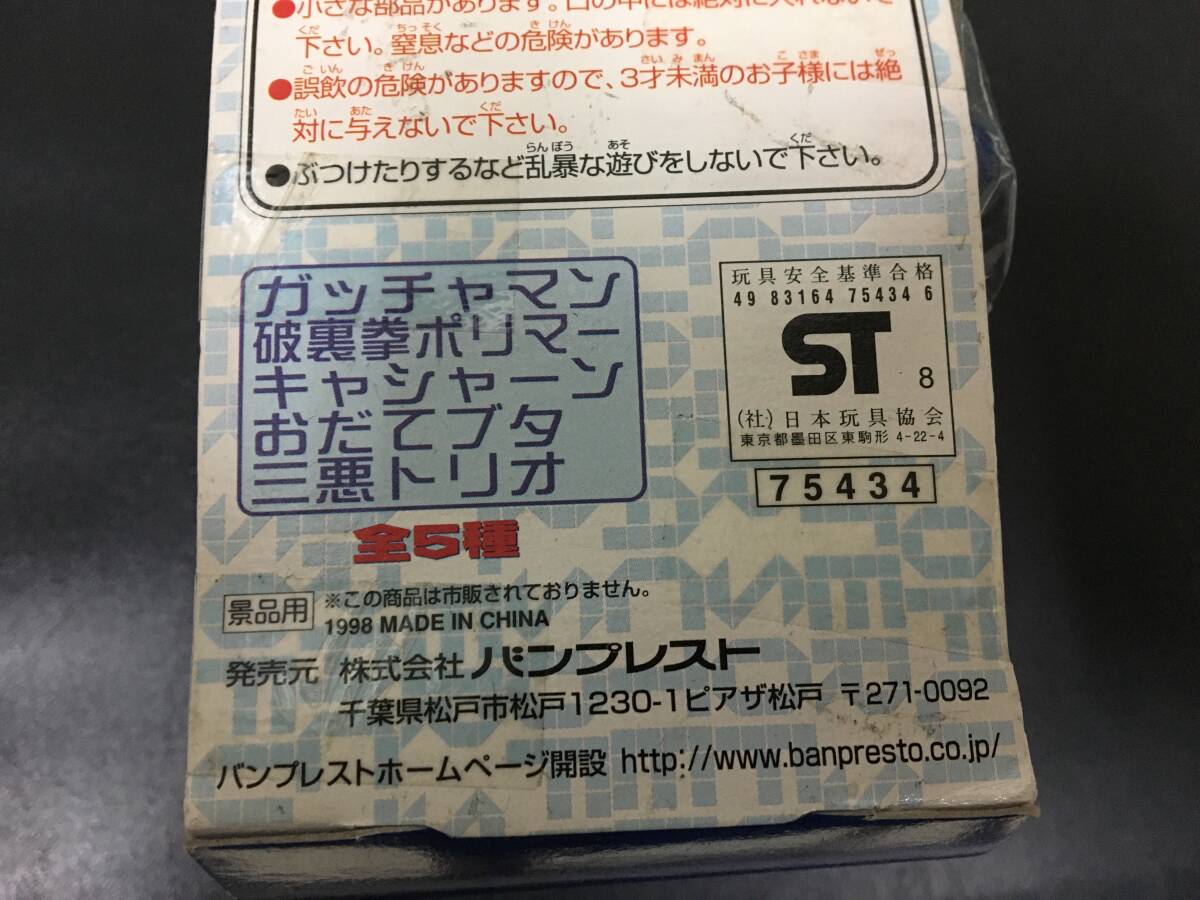 ●小さな部品があります。口の中には絶対に入れないで
下さい。窒息などの危険があります。
●誤飲の危険がありますので、3才未満のお子様には絶
対に与えないで下さい。
●ぶつけたりするなど乱暴な遊びをしないで下さい。
ガッチャマン
破裏拳ポリマー
キャシャーン
おだてブタ
三悪トリオ
全5種
玩具安全基準合格
49 83164 75434 6
ST 8
(社)日本玩具協会
東京都墨田区東駒形 4-22-4
75434
景品用 ※この商品は市販されておりません。
1998 MADE IN CHINA
発売元 株式会社 バンプレスト
千葉県松戸市松戸1230-1ピアザ松戸 〒271-0092
バンプレストホームページ開設 http://www.banpresto.co.jp/